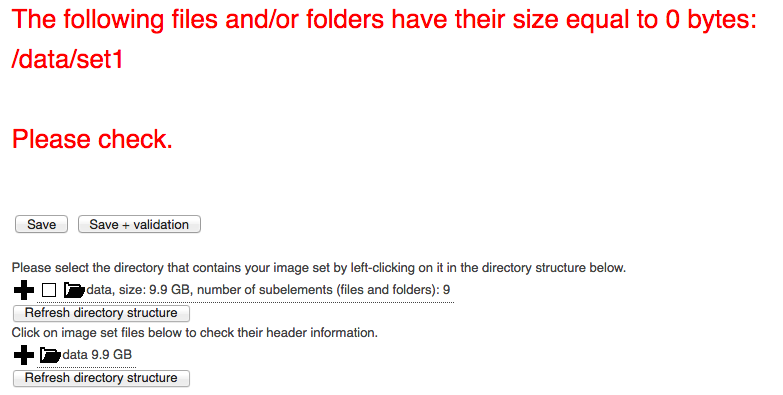 The following files and/or folders have their size equal to 0 bytes:
/data/set1
Please check.
Save Save + validation
Please select the directory that contains your image set by left-clicking on it in the directory structure below.
data, size: 9.9 GB, number of subelements (files and folders): 9
Refresh directory structure
Click on image set files below to check their header information.
data 9.9 GB
Refresh directory structure